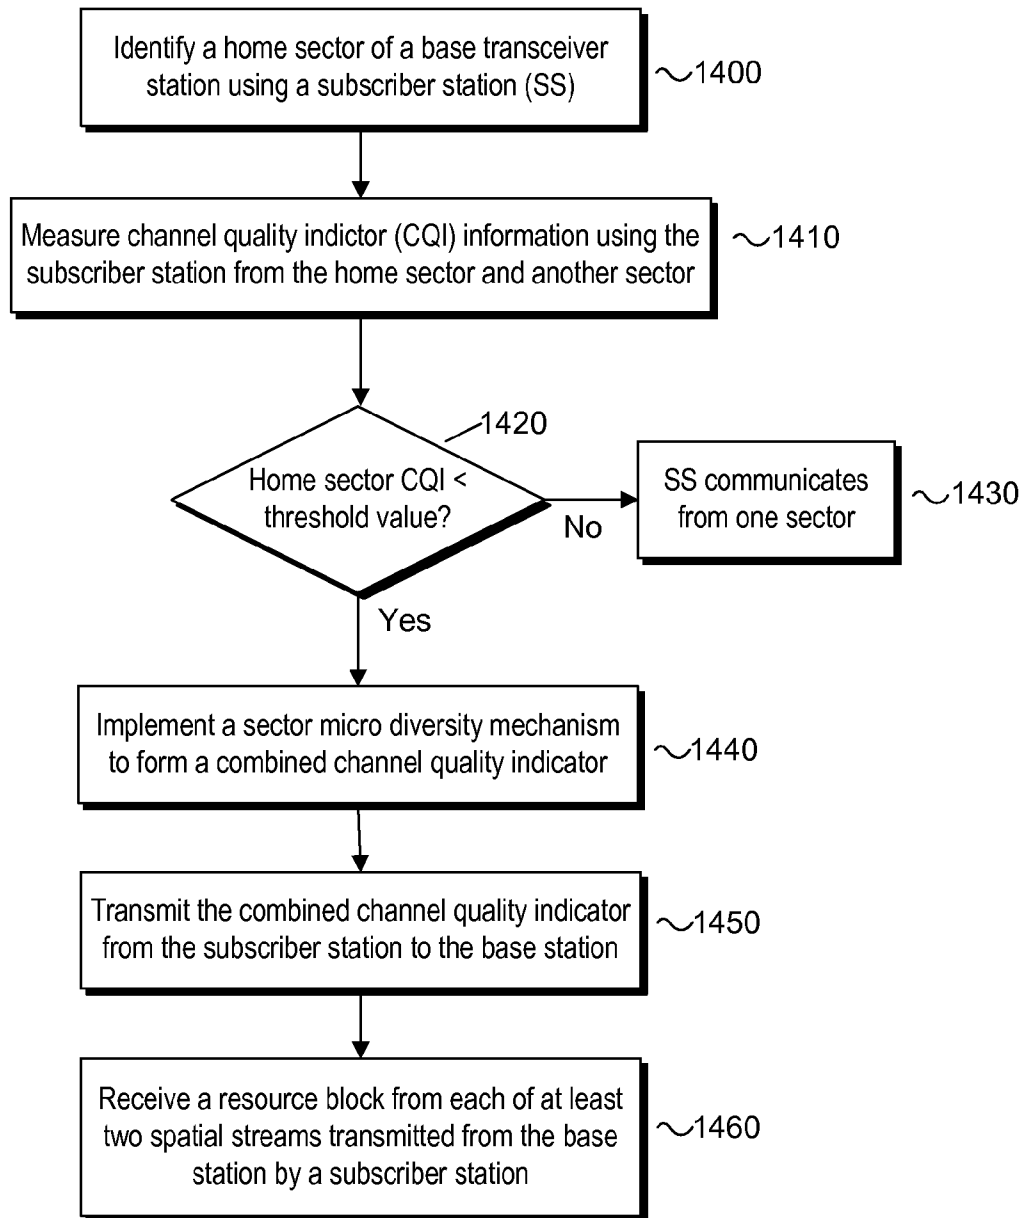 Identify a home sector of a base transceiver
station using a subscriber station (SS)
1400
Measure channel quality indictor (CQI) information using the
subscriber station from the home sector and another sector
1410
1420
Home sector CQI <
threshold value?
No
SS communicates
from one sector
1430
Yes
Implement a sector micro diversity mechanism
to form a combined channel quality indicator
1440
Transmit the combined channel quality indicator
from the subscriber station to the base station
1450
Receive a resource block from each of at least
two spatial streams transmitted from the base
station by a subscriber station
1460